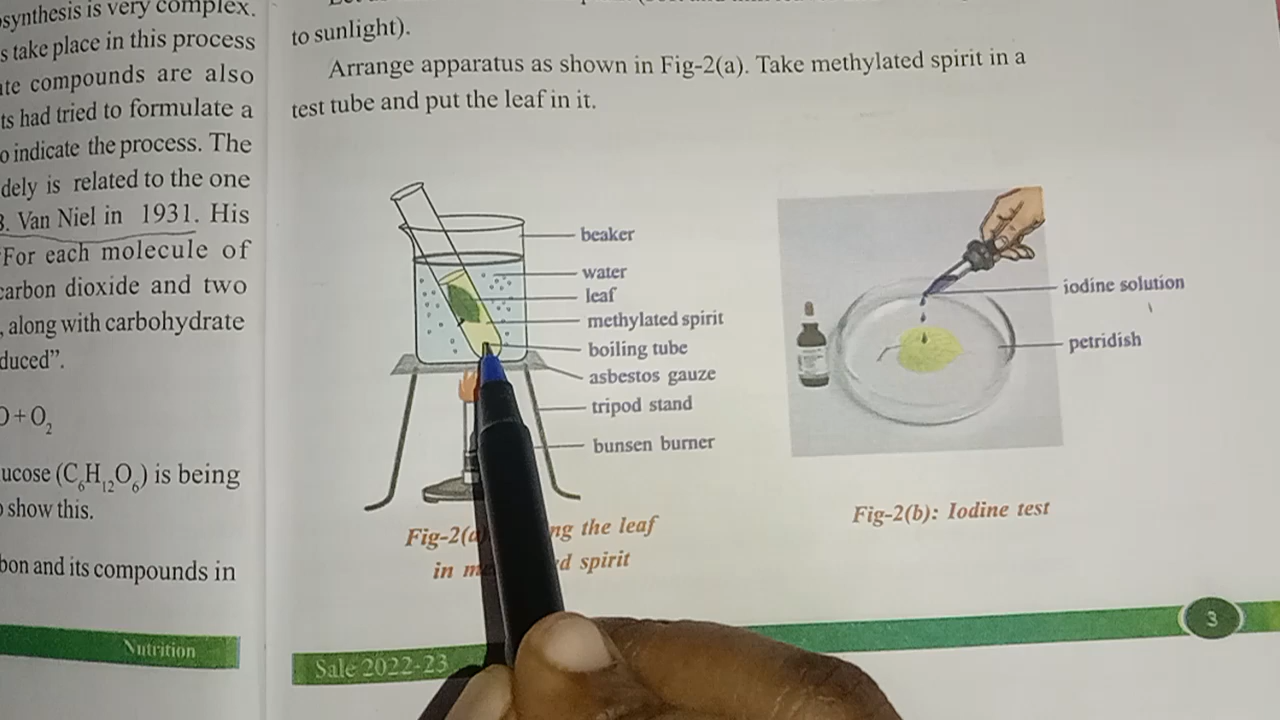 synthesis is very complex.
take place in this process
compounds are also
ts had tried to formulate a
o indicate the process. The
dely is related to the one
Van Niel in 1931. His
"For each molecule of
carbon dioxide and two
, along with carbohydrate
duced".
O + O₂
ucose (C₆H₁₂O₆) is being
show this.
bon and its compounds in
Nutrition
to sunlight).
Arrange apparatus as shown in Fig-2(a). Take methylated spirit in a
test tube and put the leaf in it.
beaker
water
leaf
methylated spirit
boiling tube
asbestos gauze
tripod stand
bunsen burner
Fig-2(a) ng the leaf
in m d spirit
iodine solution
petridish
Fig-2(b): Iodine test
Sale 2022-23
3